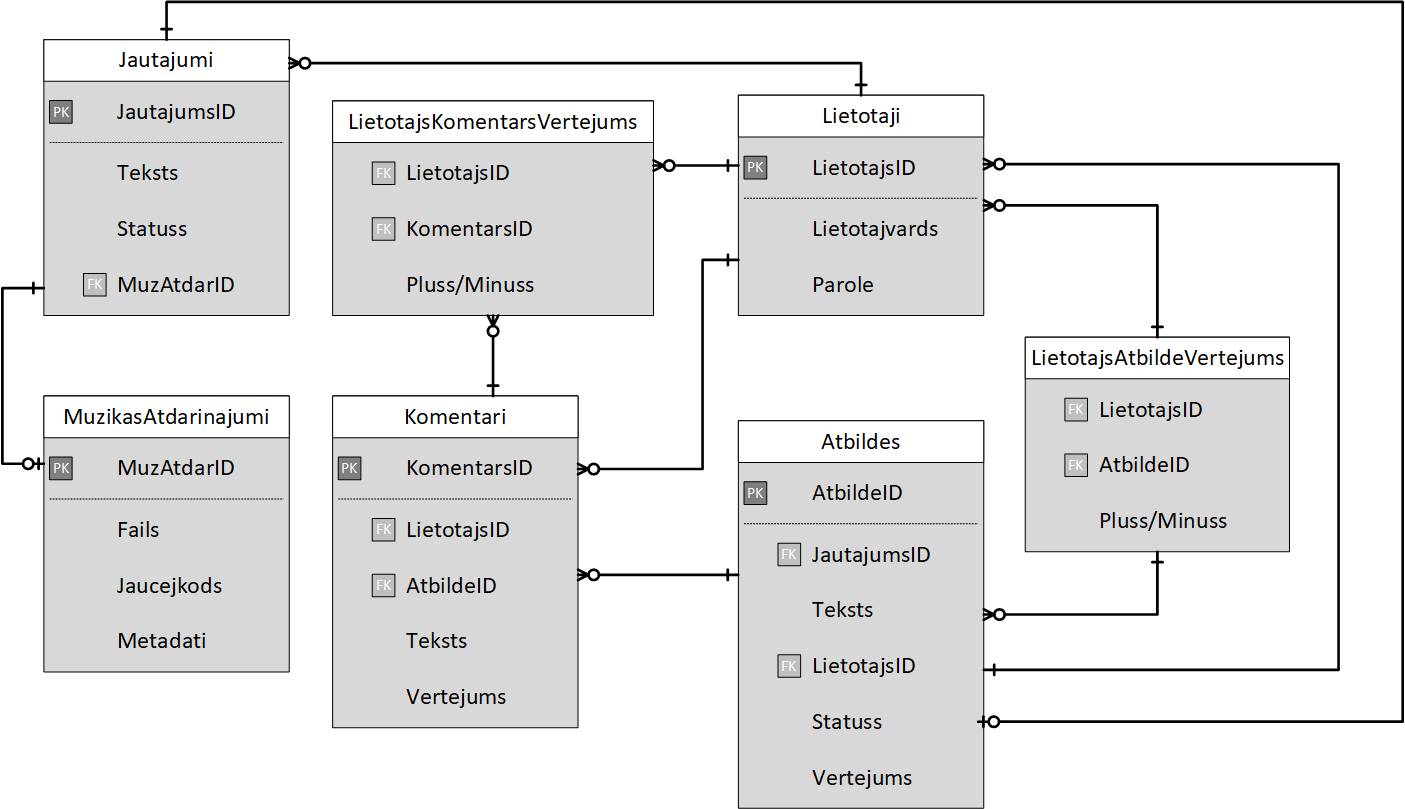 Jautajumi
PK JautajumsID
Teksts
Statuss
FK MuzAtdarID
LietotajsKomentarsVertejums
FK LietotajsID
FK KomentarsID
Pluss/Minuss
Lietotaji
PK LietotajsID
Lietotajvards
Parole
LietotajsAtbildeVertejums
FK LietotajsID
FK AtbildeID
Pluss/Minuss
MuzikasAtdarinajumi
PK MuzAtdarID
Fails
Jaucejkods
Metadati
Komentari
PK KomentarsID
FK LietotajsID
FK AtbildeID
Teksts
Vertejums
Atbildes
PK AtbildeID
FK JautajumsID
Teksts
FK LietotajsID
Statuss
Vertejums